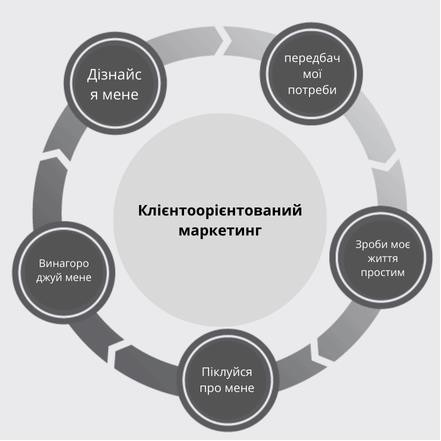 Дізнайс
я мене
передбач
мої
потреби
Клієнтоорієнтований
маркетинг
Зроби моє
життя
простим
Винагоро
джуй мене
Піклуйся
про мене